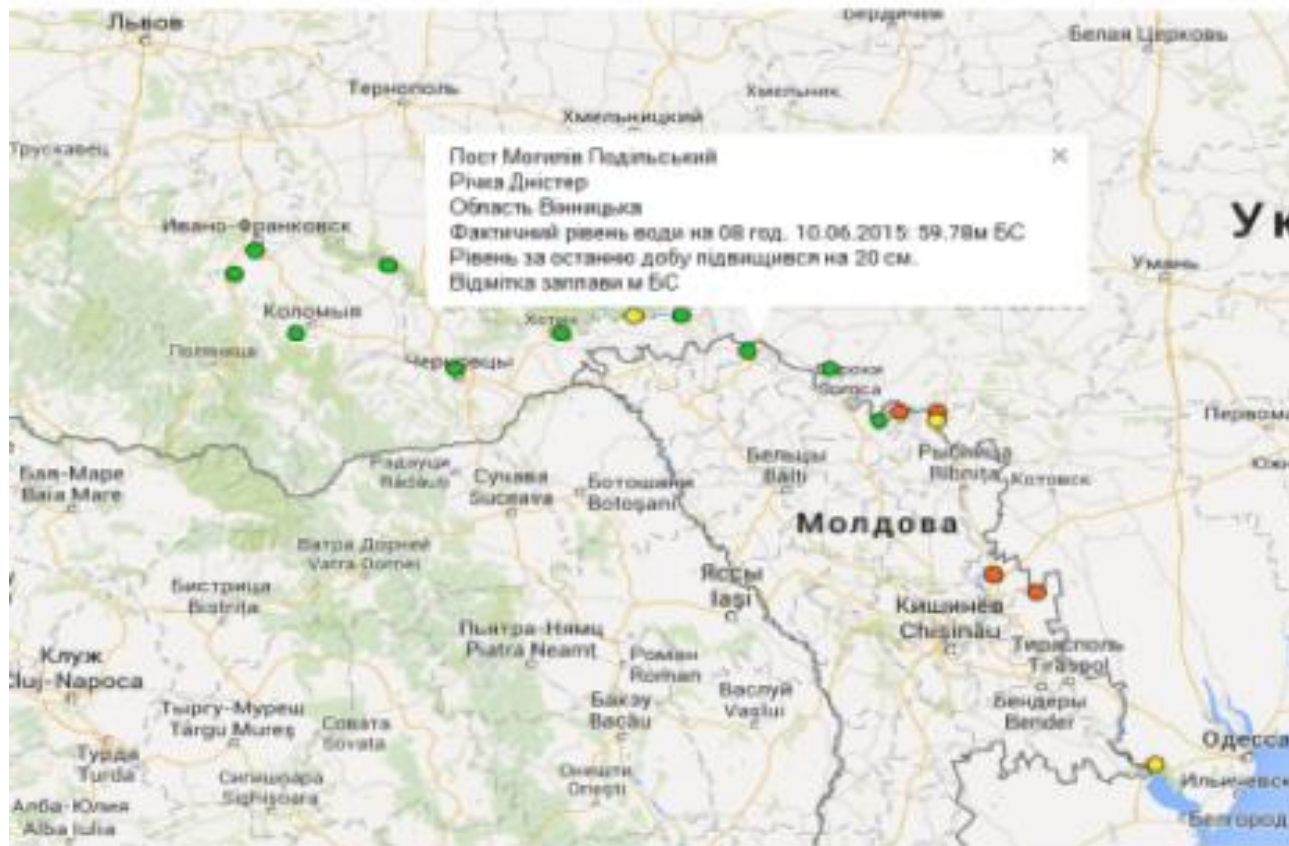 Львов
Бердичев
Белая Церковь
Тернополь
Хмельник
Хмельницкий
Трускавец
Пост Могилів Подільський
Річка Дністер
Область Вінницька
Фактичний рівень води на 08 год. 10.06.2015: 59.78м БС
Рівень за останню добу підвищився на 20 см.
Відмітка заплави м БС
Ук
Ивано-Франковск
Умань
Коломыя
Хотин
Поляница
Черновцы
Soroca
Первома
Бельцы
Bălți
Рыбница
Rîbnița
Котовск
Южн
Бая-Маре
Baia Mare
Радауци
Rădăuți
Сучава
Suceava
Ботошани
Botoșani
Молдова
Ватра Дорней
Vatra Dornei
Яссы
Iași
Бистрица
Bistrița
Кишинёв
Chișinău
Пьятра-Нямц
Piatra Neamț
Роман
Roman
Тирасполь
Tiraspol
Клуж
Cluj-Napoca
Васлуй
Vaslui
Бакэу
Bacău
Бендеры
Bender
Тыргу-Муреш
Târgu Mureș
Совата
Sovata
Турда
Turda
Одесса
Онешти
Onești
Сигишоара
Sighișoara
Ильичевск
Алба-Юлия
Alba Iulia
Белгород